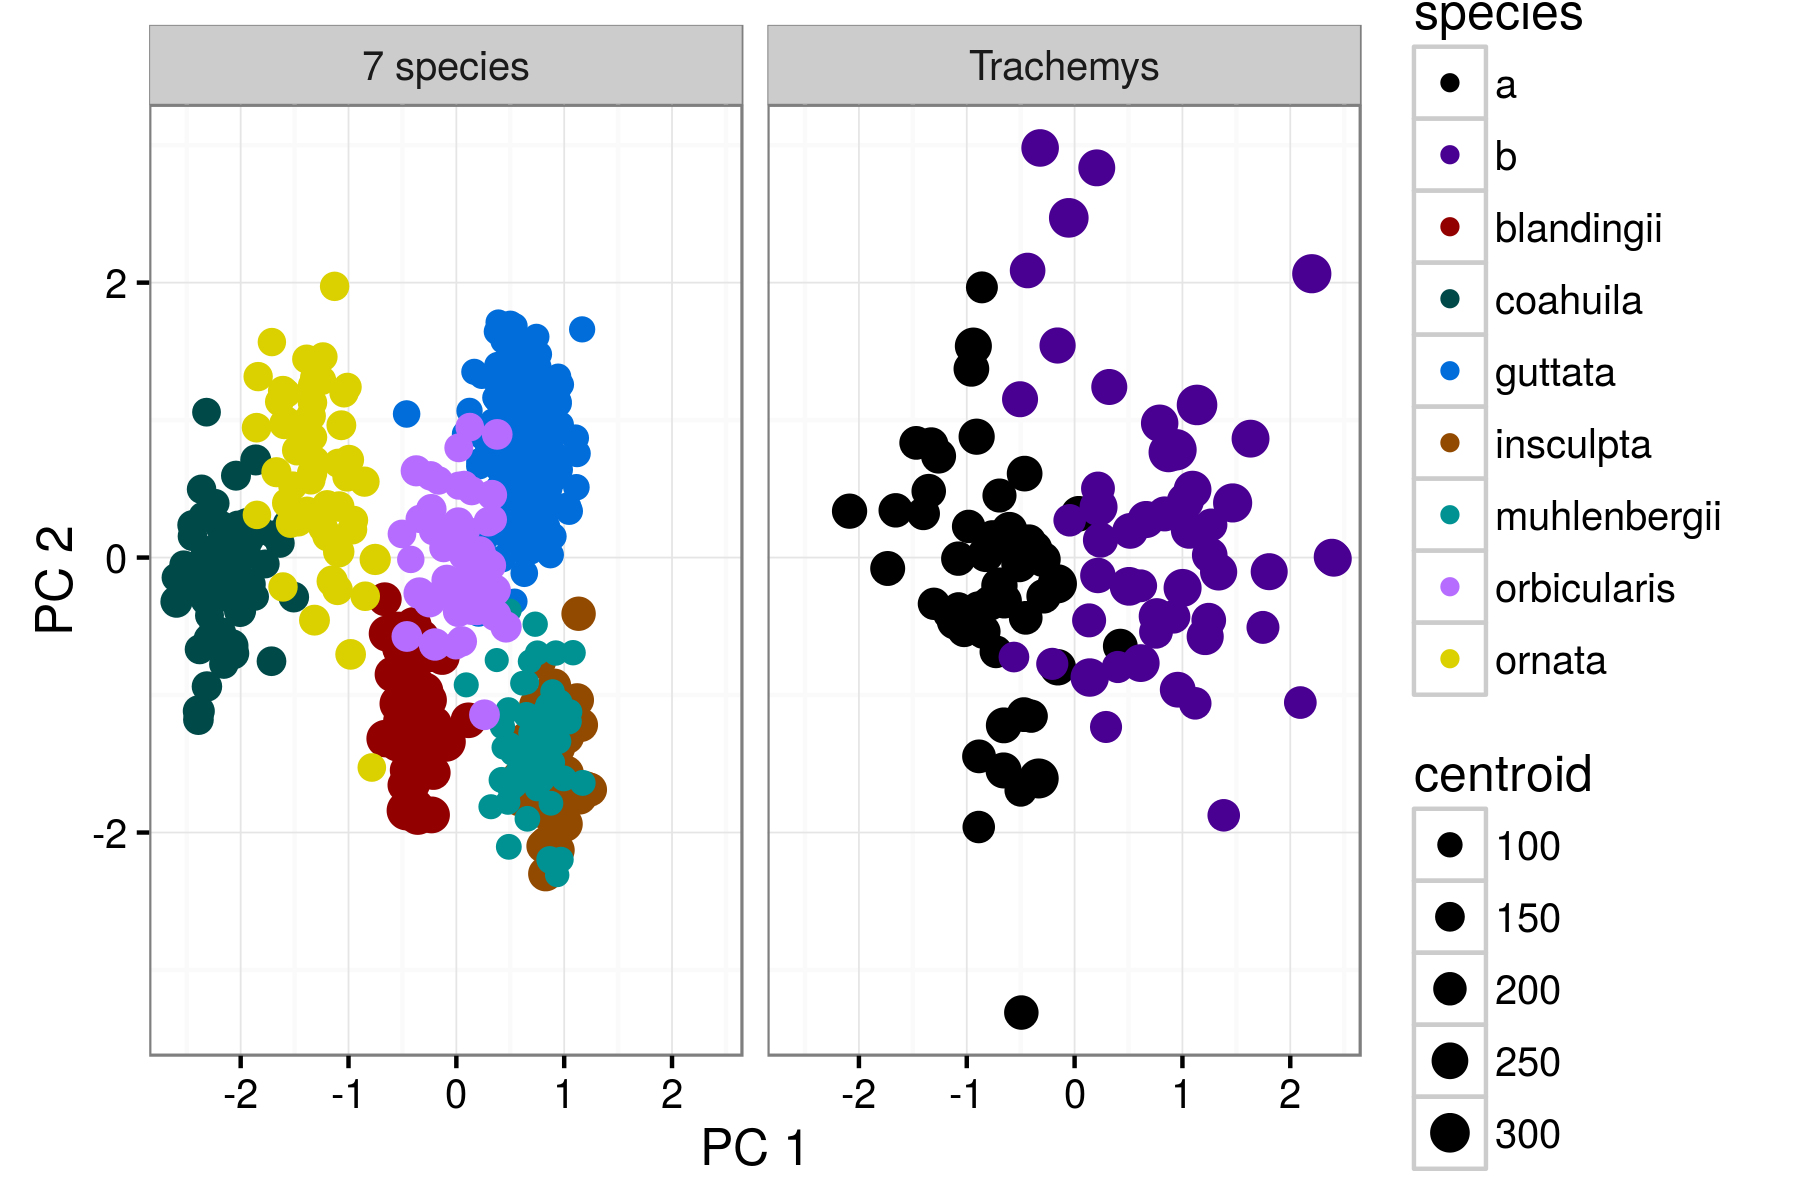 7 species
Trachemys
PC 2
2
0
-2
-2 -1 0 1 2
-2 -1 0 1 2
PC 1
species
a
b
blandingii
coahuila
guttata
insculpta
muhlenbergii
orbicularis
ornata
centroid
100
150
200
250
300